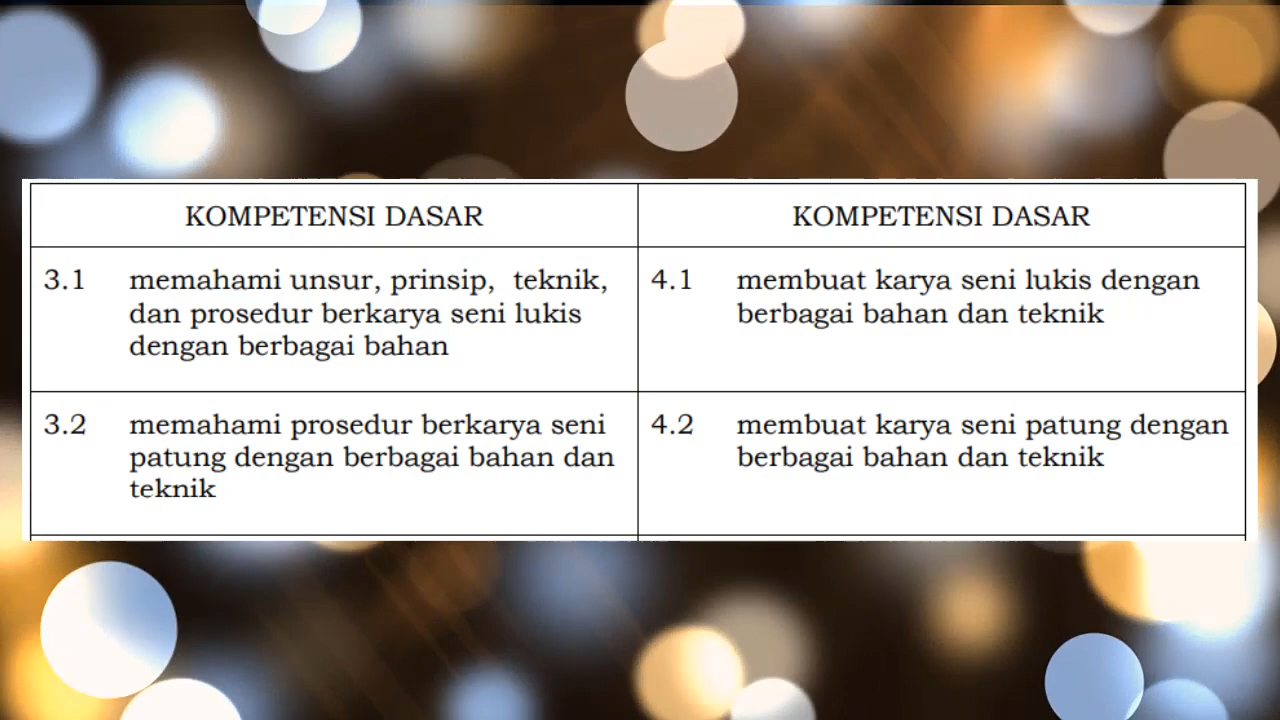 KOMPETENSI DASAR
KOMPETENSI DASAR
3.1 memahami unsur, prinsip, teknik,
dan prosedur berkarya seni lukis
dengan berbagai bahan
4.1 membuat karya seni lukis dengan
berbagai bahan dan teknik
3.2 memahami prosedur berkarya seni
patung dengan berbagai bahan dan
teknik
4.2 membuat karya seni patung dengan
berbagai bahan dan teknik